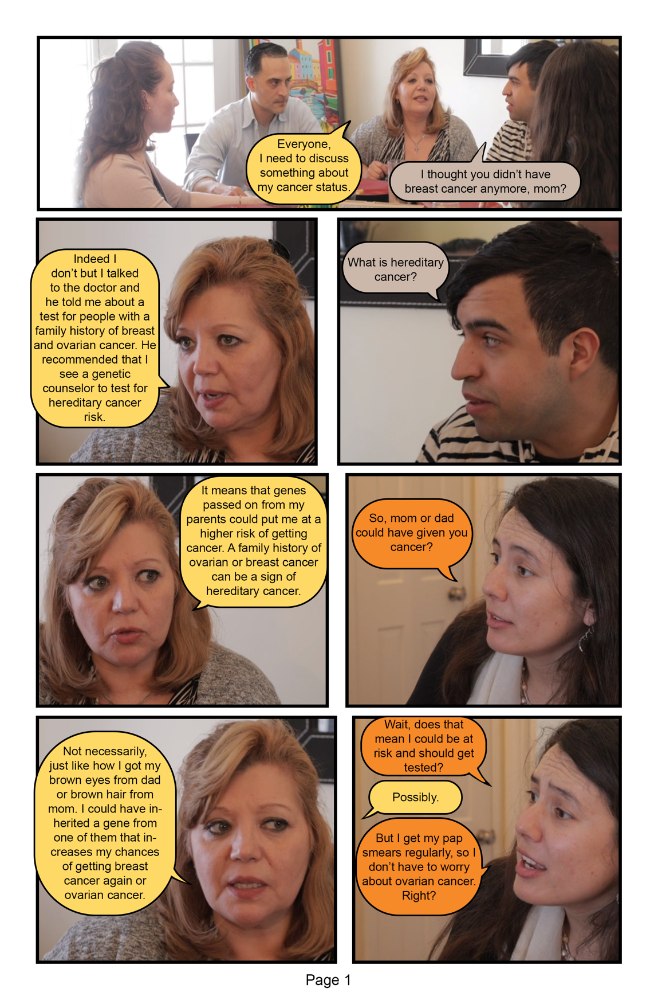 Everyone,
I need to discuss
something about
my cancer status.
I thought you didn't have
breast cancer anymore, mom?
Indeed I
don't but I talked
to the doctor and
he told me about a
test for people with a
family history of breast
and ovarian cancer. He
recommended that I
see a genetic
counselor to test for
hereditary cancer
risk.
What is hereditary
cancer?
It means that genes
passed on from my
parents could put me at a
higher risk of getting
cancer. A family history of
ovarian or breast cancer
can be a sign of
hereditary cancer.
So, mom or dad
could have given you
cancer?
Not necessarily,
just like how I got my
brown eyes from dad
or brown hair from
mom. I could have in-
herited a gene from
one of them that in-
creases my chances
of getting breast
cancer again or
ovarian cancer.
Wait, does that
mean I could be at
risk and should get
tested?
Possibly.
But I get my pap
smears regularly, so I
don't have to worry
about ovarian cancer.
Right?
Page 1